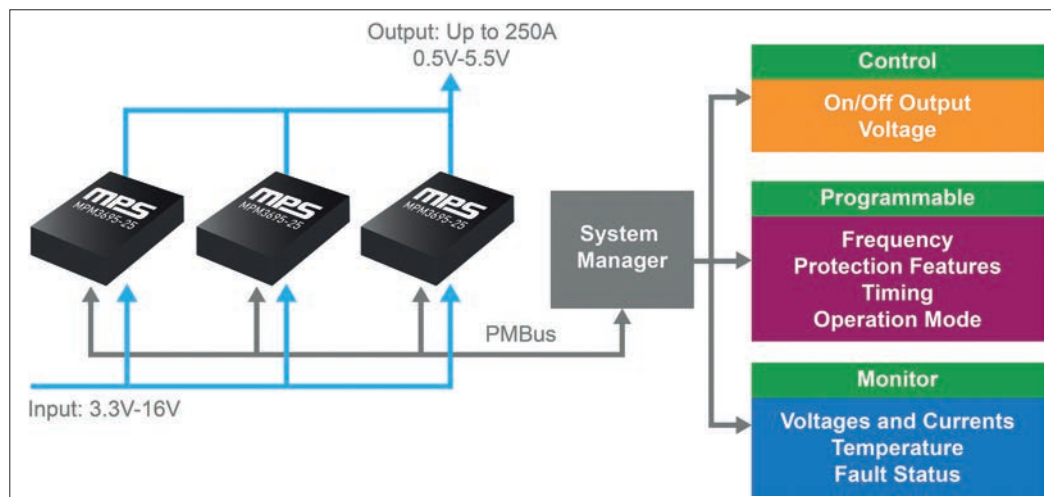 Output: Up to 250A
0.5V-5.5V
mps
MPM3695-25
mps
MPM3695-25
mps
MPM3695-25
Input: 3.3V-16V
PMBus
System
Manager
Control
On/Off Output
Voltage
Programmable
Frequency
Protection Features
Timing
Operation Mode
Monitor
Voltages and Currents
Temperature
Fault Status